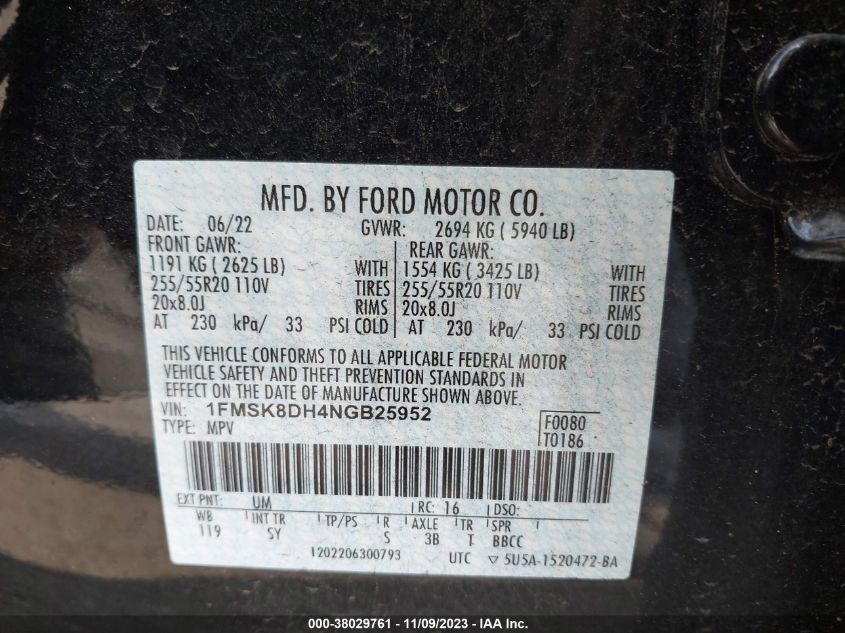 MFD. BY FORD MOTOR CO.
DATE: 06/22 GVWR: 2694 KG ( 5940 LB)
FRONT GAWR: REAR GAWR:
1191 KG ( 2625 LB) WITH 1554 KG ( 3425 LB) WITH
255/55R20 110V TIRES 255/55R20 110V TIRES
20x8.0J RIMS 20x8.0J RIMS
AT 230 kPa/ 33 PSI COLD AT 230 kPa/ 33 PSI COLD
THIS VEHICLE CONFORMS TO ALL APPLICABLE FEDERAL MOTOR
VEHICLE SAFETY AND THEFT PREVENTION STANDARDS IN
EFFECT ON THE DATE OF MANUFACTURE SHOWN ABOVE.
VIN: 1FMSK8DH4NGB25952 F0080
TYPE: MPV T0186
EXT PNT: UM RC: 16 DSO:
WB INT TR TP/PS R AXLE TR SPR
119 SY S 3B T BBCC
1202206300793 UTC ▽ 5U5A-1520472-BA
000-38029761 - 11/09/2023 - IAA Inc.